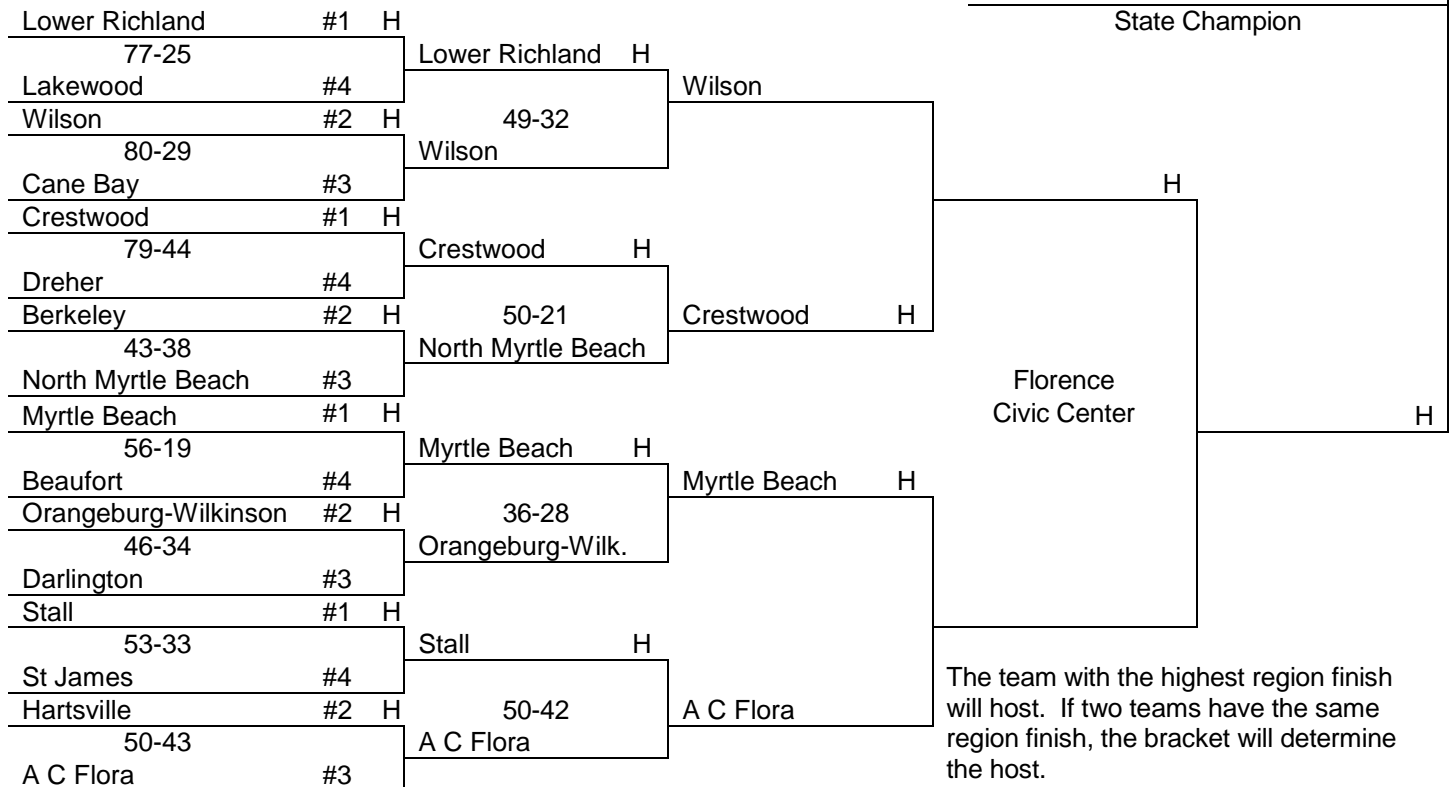 State Champion
Lower Richland #1 H
77-25
Lower Richland H
Lakewood #4
Wilson
Wilson #2 H
49-32
80-29
Wilson
Cane Bay #3
H
Crestwood #1 H
79-44
Crestwood H
Dreher #4
Berkeley #2 H
50-21
Crestwood H
43-38
North Myrtle Beach
North Myrtle Beach #3
Florence
Civic Center
H
Myrtle Beach #1 H
56-19
Myrtle Beach H
Beaufort #4
Myrtle Beach H
Orangeburg-Wilkinson #2 H
36-28
46-34
Orangeburg-Wilk.
Darlington #3
Stall #1 H
53-33
Stall H
St James #4
Hartsville #2 H
50-42
A C Flora
50-43
A C Flora
A C Flora #3
The team with the highest region finish
will host. If two teams have the same
region finish, the bracket will determine
the host.